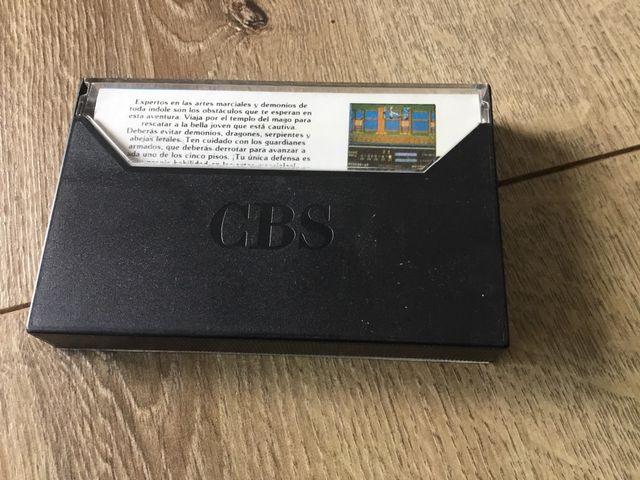 Expertos en las artes marciales y demonios de
toda indole son los obstáculos que te esperan en
esta aventura. Viaja por el templo del mago para
rescatar a la bella joven que está cautiva.
Deberás evitar demonios, dragones, serpientes y
abejas letales. Ten cuidado con los guardianes
armados, que deberás derrotar para avanzar a
ada uno de los cinco pisos. ¡Tu única defensa es
CBS